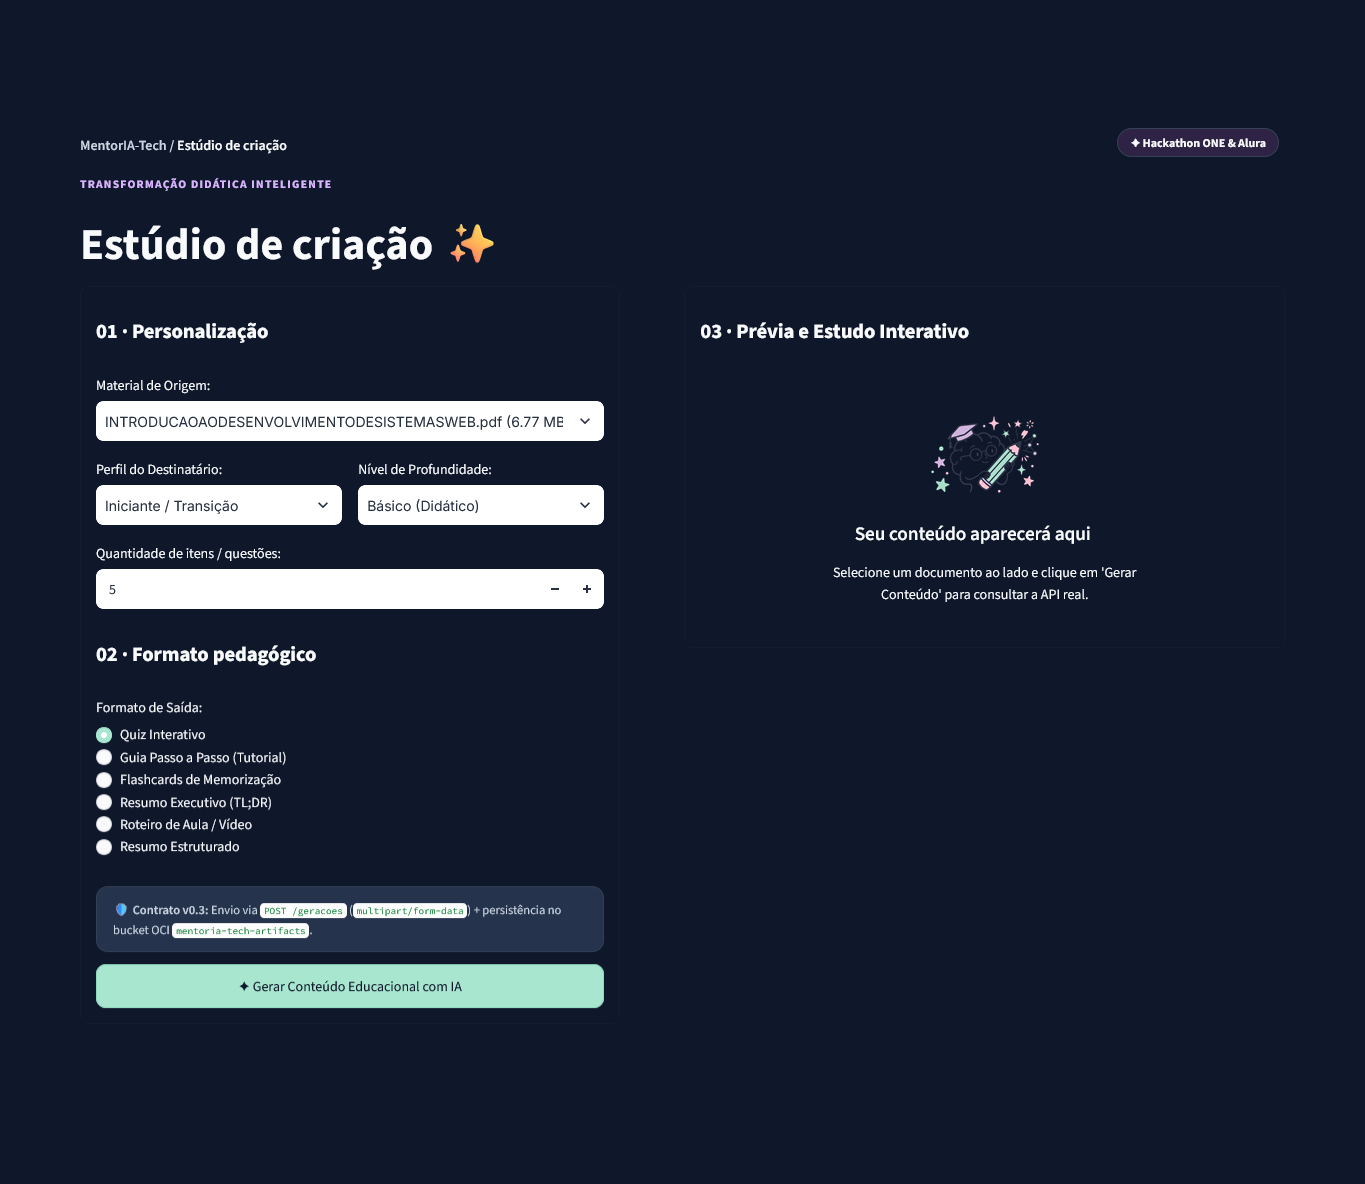 MentorIA-Tech / Estúdio de criação
✦ Hackathon ONE & Alura
TRANSFORMAÇÃO DIDÁTICA INTELIGENTE
Estúdio de criação ✨
01 · Personalização
Material de Origem:
INTRODUCAOAODESENVOLVIMENTODESISTEMASWEB.pdf (6.77 MB
Perfil do Destinatário:
Nível de Profundidade:
Iniciante / Transição
Básico (Didático)
Quantidade de itens / questões:
5
02 · Formato pedagógico
Formato de Saída:
Quiz Interativo
Guia Passo a Passo (Tutorial)
Flashcards de Memorização
Resumo Executivo (TL;DR)
Roteiro de Aula / Vídeo
Resumo Estruturado
🛡️ Contrato v0.3: Envio via POST /geracoes (multipart/form-data) + persistência no
bucket OCI mentoria-tech-artifacts.
✦ Gerar Conteúdo Educacional com IA
03 · Prévia e Estudo Interativo
Seu conteúdo aparecerá aqui
Selecione um documento ao lado e clique em 'Gerar
Conteúdo' para consultar a API real.